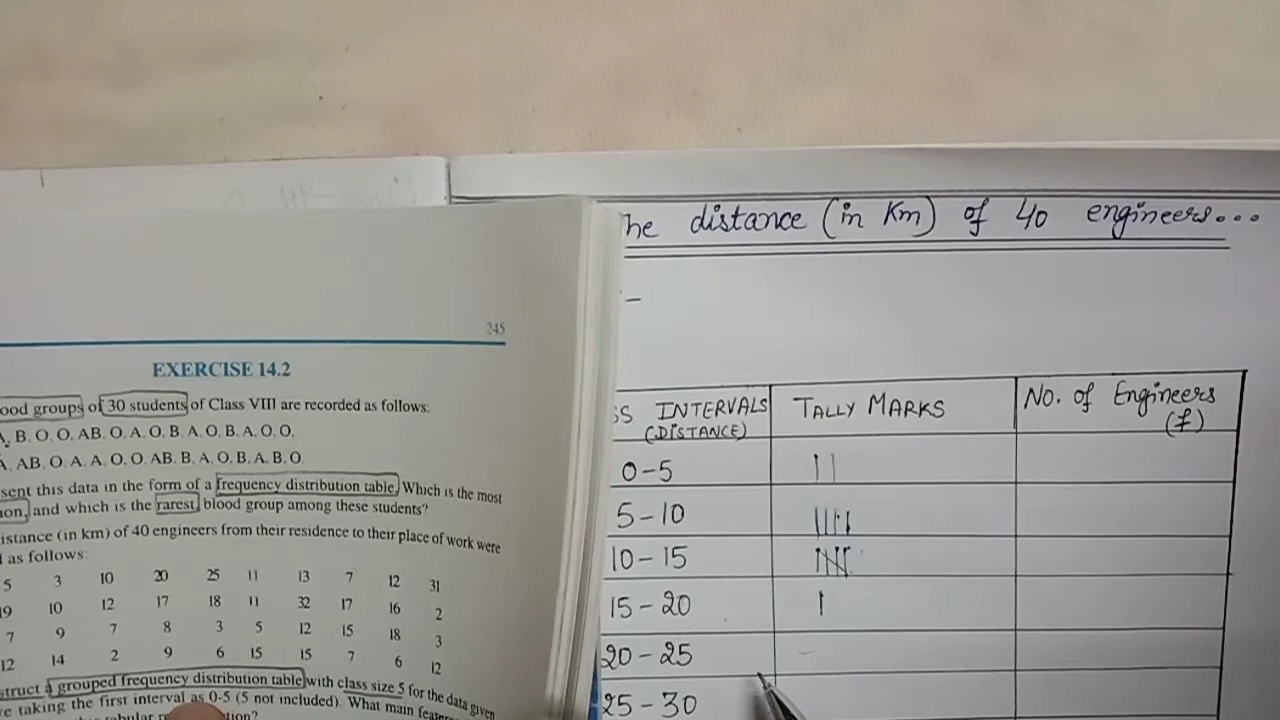 he distance (in Km) of 40 engineers...
-
245
EXERCISE 14.2
ood groups of 30 students of Class VIII are recorded as follows:
A, B, O, O, AB, O, A, O, B, A, O, B, A, O, O,
A, AB, O, A, A, O, O, AB, B, A, O, B, A, B, O.
sent this data in the form of a frequency distribution table. Which is the most
on, and which is the rarest, blood group among these students?
istance (in km) of 40 engineers from their residence to their place of work were
as follows:
5 3 10 20 25 11 13 7 12 31
19 10 12 17 18 11 32 17 16 2
7 9 7 8 3 5 12 15 18 3
12 14 2 9 6 15 15 7 6 12
struct a grouped frequency distribution table with class size 5 for the data given
e taking the first interval as 0-5 (5 not included). What main
tabular tion?
SS INTERVALS (DISTANCE) TALLY MARKS No. of Engineers (f)
0-5 ||
5-10
10-15
15-20 |
20-25
25-30